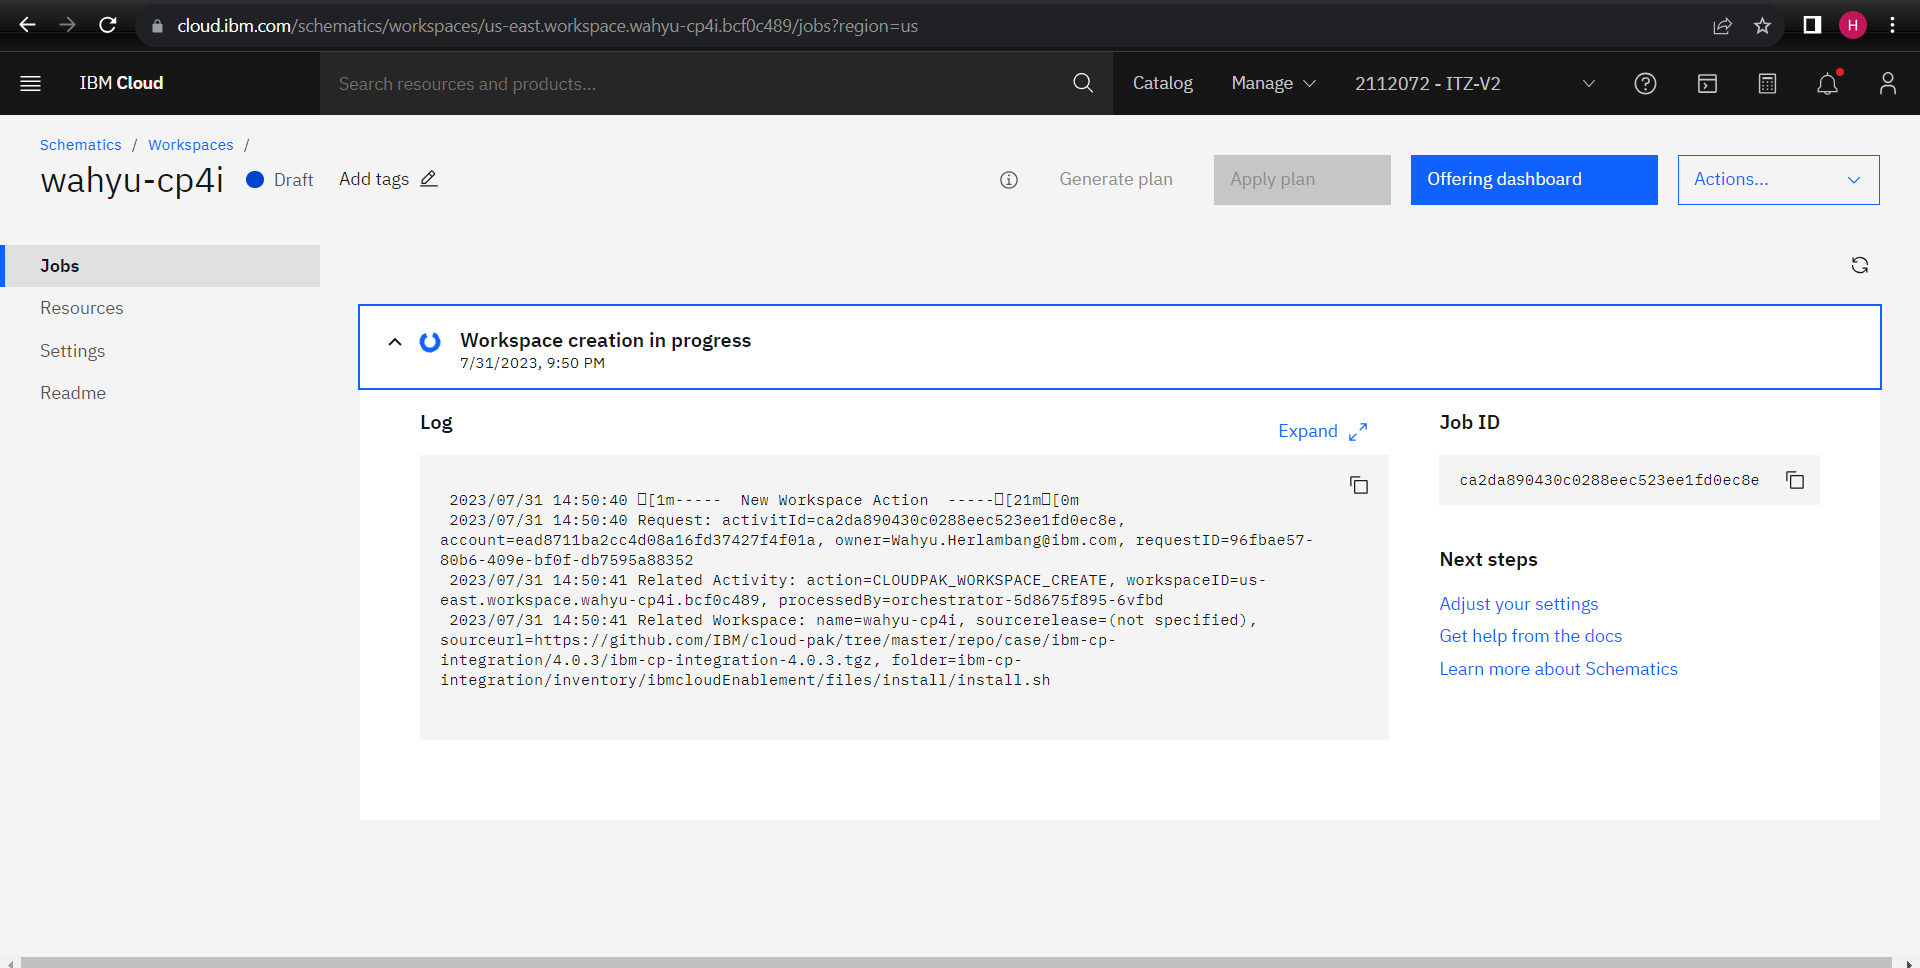 cloud.ibm.com/schematics/workspaces/us-east.workspace.wahyu-cp4i.bcf0c489/jobs?region=us
H
IBM Cloud
Search resources and products...
Catalog
Manage
2112072 - ITZ-V2
Schematics / Workspaces /
wahyu-cp4i
Draft
Add tags
Generate plan
Apply plan
Offering dashboard
Actions...
Jobs
Resources
Settings
Readme
Workspace creation in progress
7/31/2023, 9:50 PM
Log
Expand
2023/07/31 14:50:40 □[1m----- New Workspace Action -----□[21m□[0m
2023/07/31 14:50:40 Request: activitId=ca2da890430c0288eec523ee1fd0ec8e,
account=ead8711ba2cc4d08a16fd37427f4f01a, owner=Wahyu.Herlambang@ibm.com, requestID=96fbae57-
80b6-409e-bf0f-db7595a88352
2023/07/31 14:50:41 Related Activity: action=CLOUDPAK_WORKSPACE_CREATE, workspaceID=us-
east.workspace.wahyu-cp4i.bcf0c489, processedBy=orchestrator-5d8675f895-6vfbd
2023/07/31 14:50:41 Related Workspace: name=wahyu-cp4i, sourcerelease=(not specified),
sourceurl=https://github.com/IBM/cloud-pak/tree/master/repo/case/ibm-cp-
integration/4.0.3/ibm-cp-integration-4.0.3.tgz, folder=ibm-cp-
integration/inventory/ibmcloudEnablement/files/install/install.sh
Job ID
ca2da890430c0288eec523ee1fd0ec8e
Next steps
Adjust your settings
Get help from the docs
Learn more about Schematics